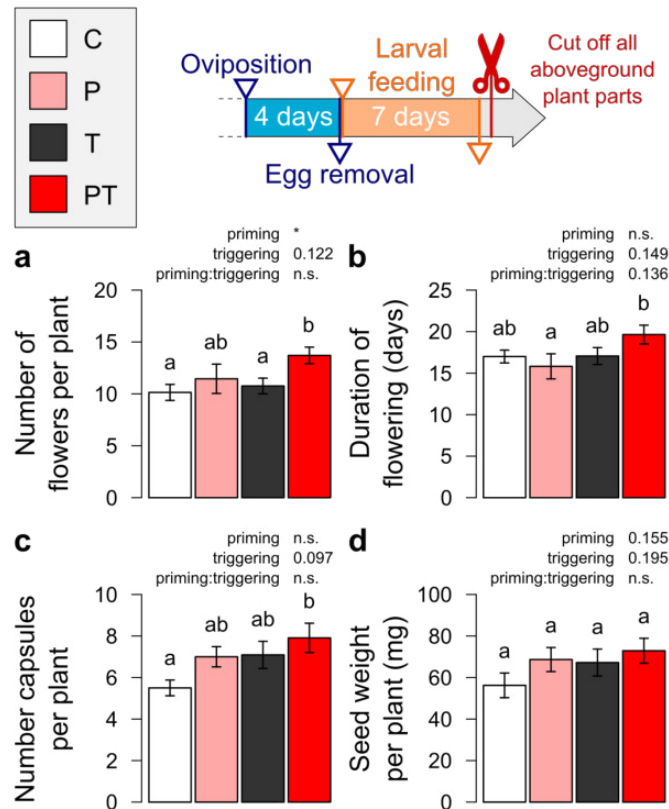 C
P
T
PT
Oviposition
Larval
feeding
Cut off all
aboveground
plant parts
4 days
7 days
Egg removal
priming *
triggering 0.122
priming:triggering n.s.
a
Number of
flowers per plant
20
15
10
5
0
a
ab
a
b
priming n.s.
triggering 0.149
priming:triggering 0.136
b
Duration of
flowering (days)
25
20
15
10
5
0
ab
a
ab
b
priming n.s.
triggering 0.097
priming:triggering n.s.
c
Number capsules
per plant
10
8
6
4
2
0
a
ab
ab
b
priming 0.155
triggering 0.195
priming:triggering n.s.
d
Seed weight
per plant (mg)
100
80
60
40
20
0
a
a
a
a